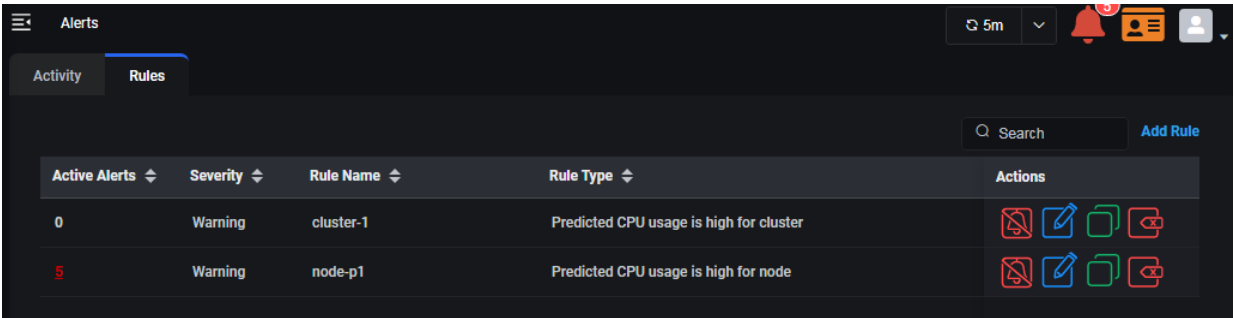 Alerts
5m
5
Activity
Rules
Search
Add Rule
Active Alerts Severity Rule Name Rule Type Actions
0 Warning cluster-1 Predicted CPU usage is high for cluster
5 Warning node-p1 Predicted CPU usage is high for node